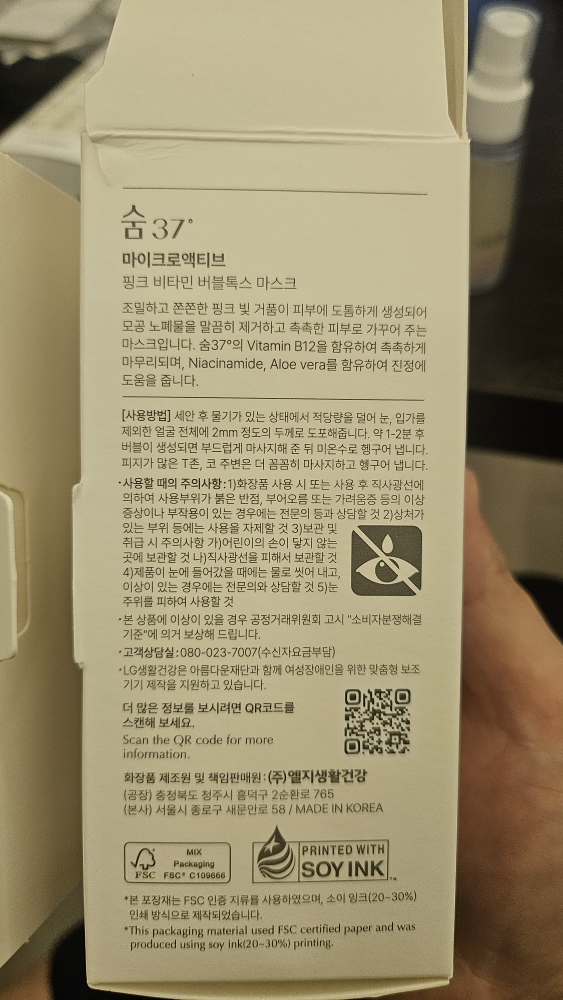 숨37°
마이크로액티브
핑크 비타민 버블톡스 마스크
조밀하고 쫀쫀한 핑크 빛 거품이 피부에 도톰하게 생성되어
모공 노폐물을 말끔히 제거하고 촉촉한 피부로 가꾸어 주는
마스크입니다. 숨37°의 Vitamin B12을 함유하여 촉촉하게
마무리되며, Niacinamide, Aloe vera를 함유하여 진정에
도움을 줍니다.
[사용방법] 세안 후 물기가 있는 상태에서 적당량을 덜어 눈, 입가를
제외한 얼굴 전체에 2mm 정도의 두께로 도포해줍니다. 약 1-2분 후
버블이 생성되면 부드럽게 마사지해 준 뒤 미온수로 헹구어 냅니다.
피지가 많은 T존, 코 주변은 더 꼼꼼히 마사지하고 헹구어 냅니다.
·사용할 때의 주의사항:1)화장품 사용 시 또는 사용 후 직사광선에
의하여 사용부위가 붉은 반점, 부어오름 또는 가려움증 등의 이상
증상이나 부작용이 있는 경우에는 전문의 등과 상담할 것 2)상처가
있는 부위 등에는 사용을 자제할 것 3)보관 및
취급 시 주의사항 가)어린이의 손이 닿지 않는
곳에 보관할 것 나)직사광선을 피해서 보관할 것
4)제품이 눈에 들어갔을 때에는 물로 씻어 내고,
이상이 있는 경우에는 전문의와 상담할 것 5)눈
주위를 피하여 사용할 것
·본 상품에 이상이 있을 경우 공정거래위원회 고시 "소비자분쟁해결
기준"에 의거 보상해 드립니다.
·고객상담실:080-023-7007(수신자요금부담)
·LG생활건강은 아름다운재단과 함께 여성장애인을 위한 맞춤형 보조
기기 제작을 지원하고 있습니다.
더 많은 정보를 보시려면 QR코드를
스캔해 보세요.
Scan the QR code for more
information.
화장품 제조원 및 책임판매원:(주)엘지생활건강
(공장) 충청북도 청주시 흥덕구 2순환로 765
(본사) 서울시 종로구 새문안로 58 / MADE IN KOREA
FSC
MIX
Packaging
FSC® C109666
PRINTED WITH
SOY INK™
*본 포장재는 FSC 인증 지류를 사용하였으며, 소이 잉크(20~30%)
인쇄 방식으로 제작되었습니다.
*This packaging material used FSC certified paper and was
produced using soy ink(20~30%) printing.